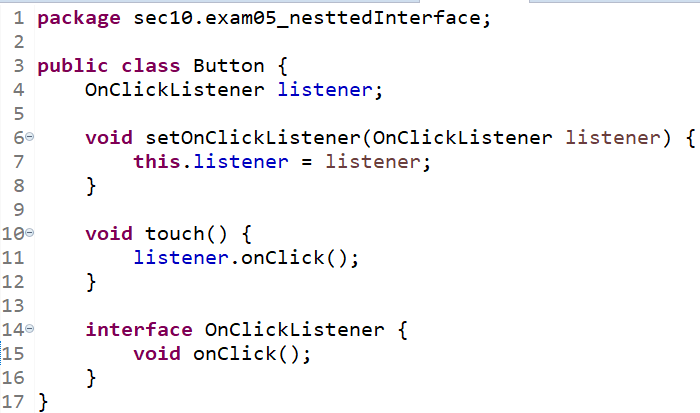 1 package sec10.exam05_nesttedInterface;
2
3 public class Button {
4     OnClickListener listener;
5
6     void setOnClickListener(OnClickListener listener) {
7         this.listener = listener;
8     }
9
10     void touch() {
11         listener.onClick();
12     }
13
14     interface OnClickListener {
15         void onClick();
16     }
17 }